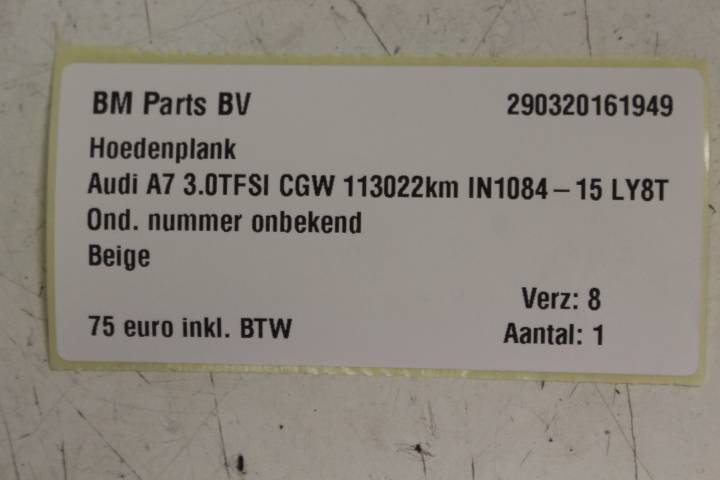 BM Parts BV 290320161949
Hoedenplank
Audi A7 3.0TFSI CGW 113022km IN1084 – 15 LY8T
Ond. nummer onbekend
Beige
Verz: 8
75 euro inkl. BTW Aantal: 1